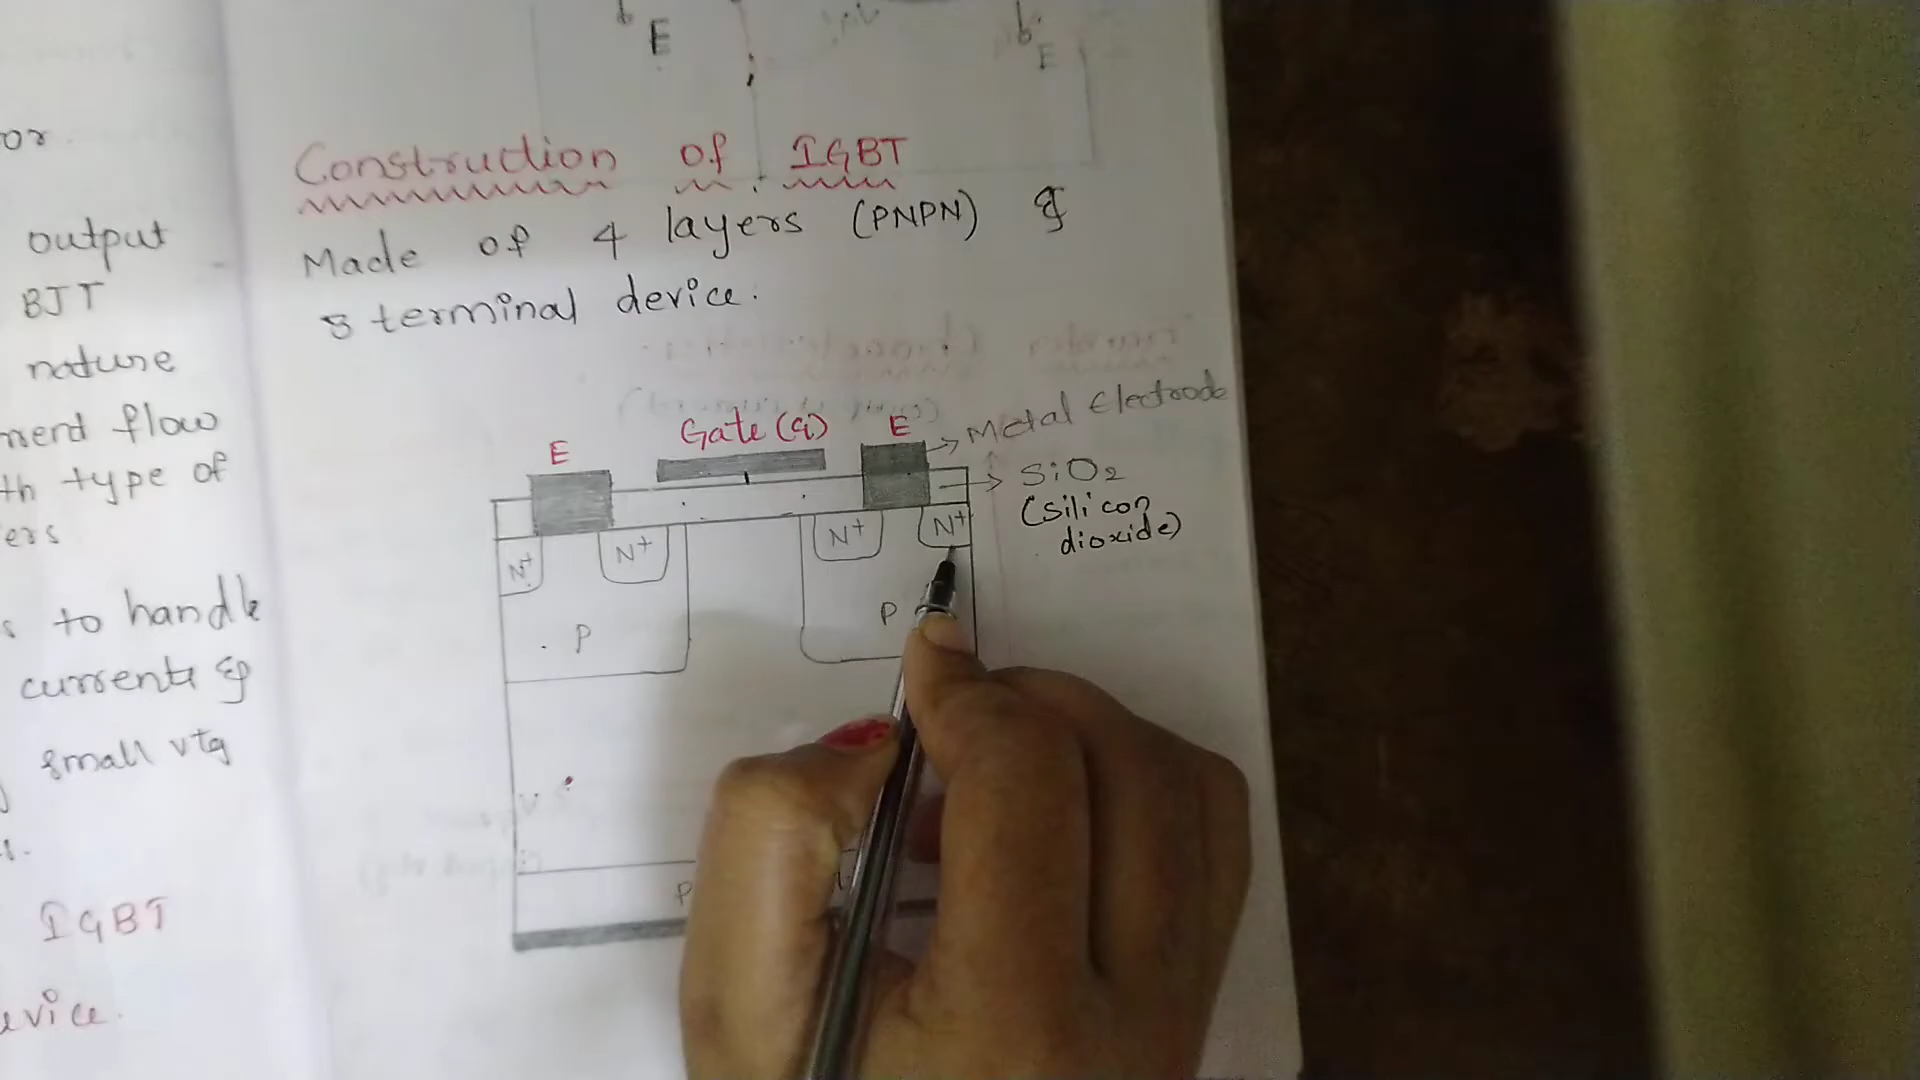 E
E
or
output
BJT
nature
flow
th type of
ers
to handle
currents &
small vtg
IGBT
evice.
Construction of IGBT
Made of 4 layers (PNPN) &
3 terminal device.
E
Gate (G)
E
Metal Electrode
SiO2
(Silicon
dioxide)
N+
N+
N+
N+
P
P
P